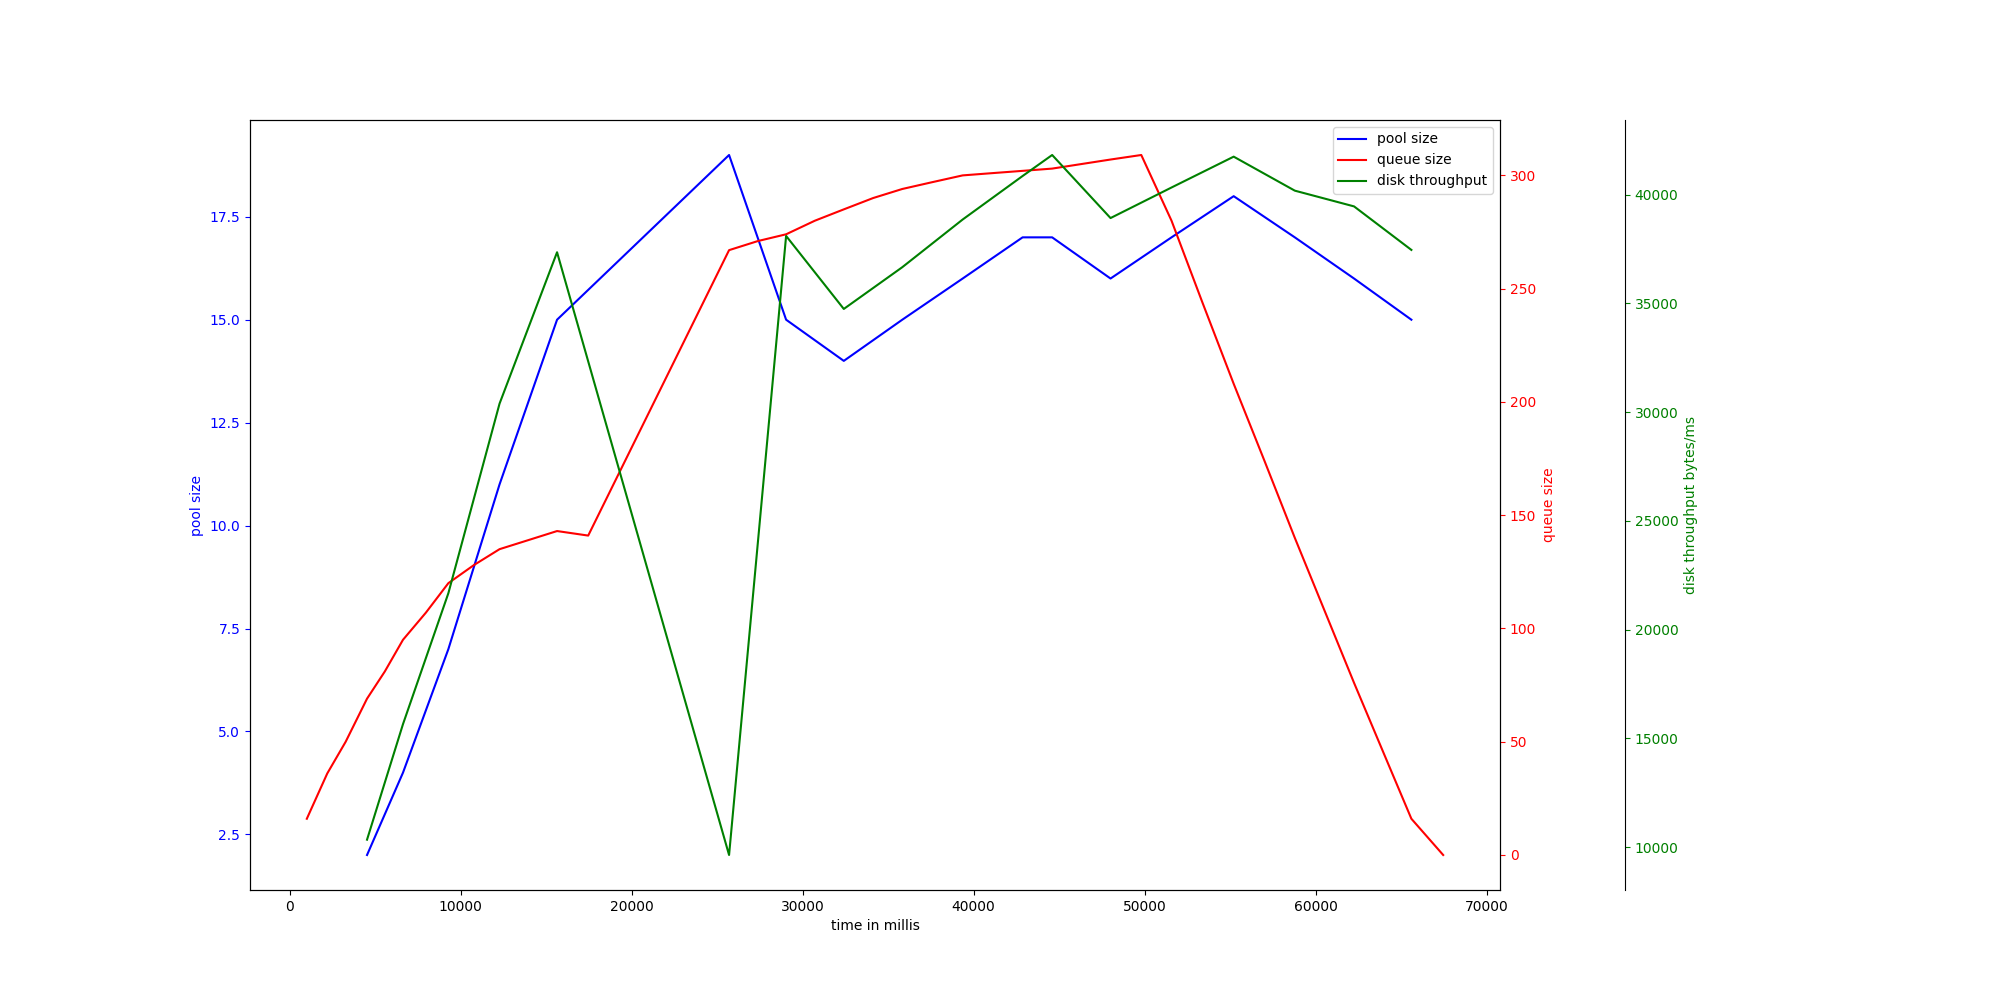 pool size
queue size
disk throughput
17.5
15.0
12.5
10.0
7.5
5.0
2.5
pool size
300
250
200
150
100
50
0
queue size
40000
35000
30000
25000
20000
15000
10000
disk throughput bytes/ms
0 10000 20000 30000 40000 50000 60000 70000
time in millis